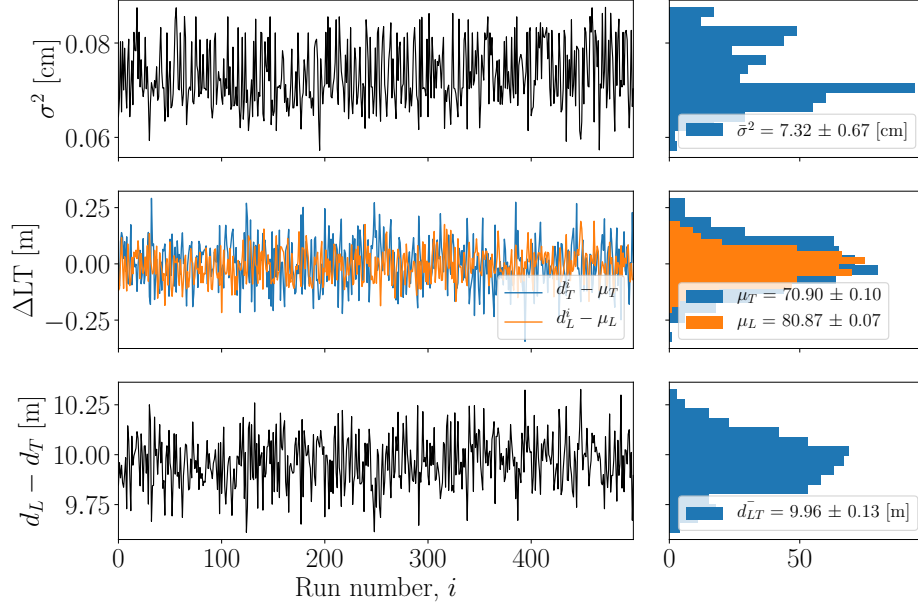 σ² [cm]
0.08
0.06
σ̄² = 7.32 ± 0.67 [cm]
ΔLT [m]
0.25
0.00
−0.25
d_T^i − μ_T
d_L^i − μ_L
μ_T = 70.90 ± 0.10
μ_L = 80.87 ± 0.07
d_L − d_T [m]
10.25
10.00
9.75
d̄_LT = 9.96 ± 0.13 [m]
0 100 200 300 400
0 50
Run number, i